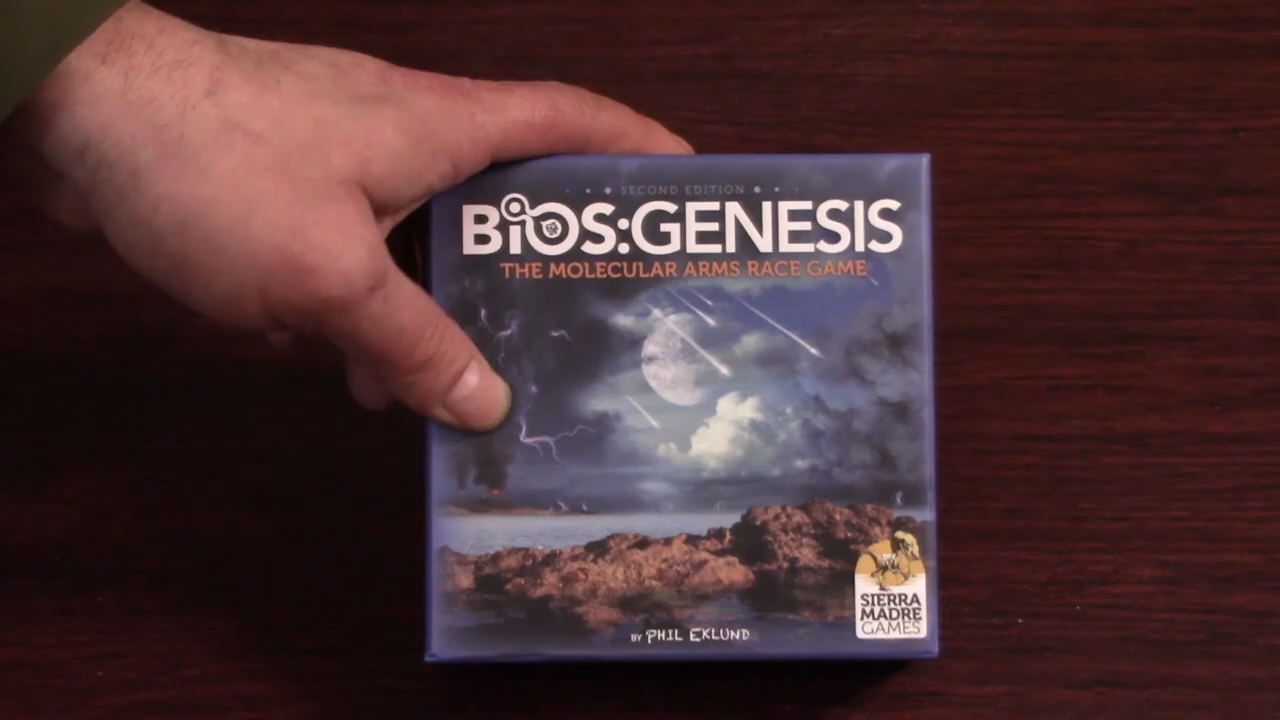 SECOND EDITION
BIOS:GENESIS
THE MOLECULAR ARMS RACE GAME
SIERRA
MADRE
GAMES
BY PHIL EKLUND